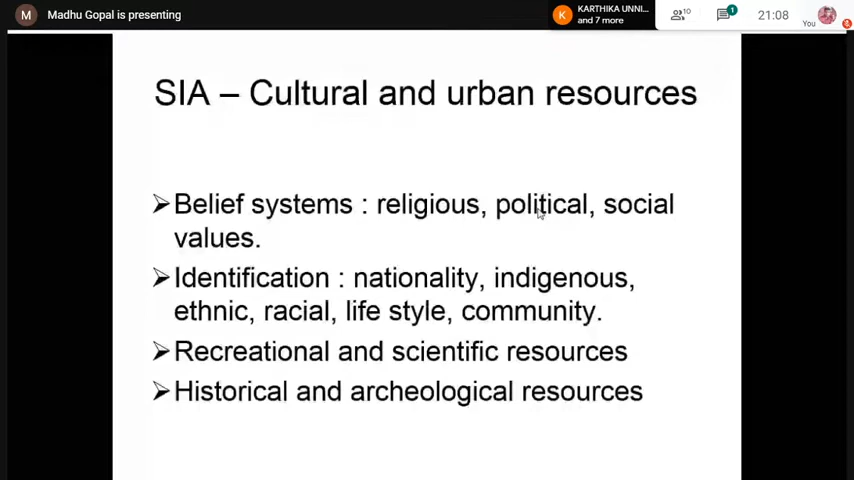 M Madhu Gopal is presenting
K KARTHIKA UNNI...
and 7 more
10
1
21:08
You
SIA – Cultural and urban resources
➢Belief systems : religious, political, social
values.
➢Identification : nationality, indigenous,
ethnic, racial, life style, community.
➢Recreational and scientific resources
➢Historical and archeological resources